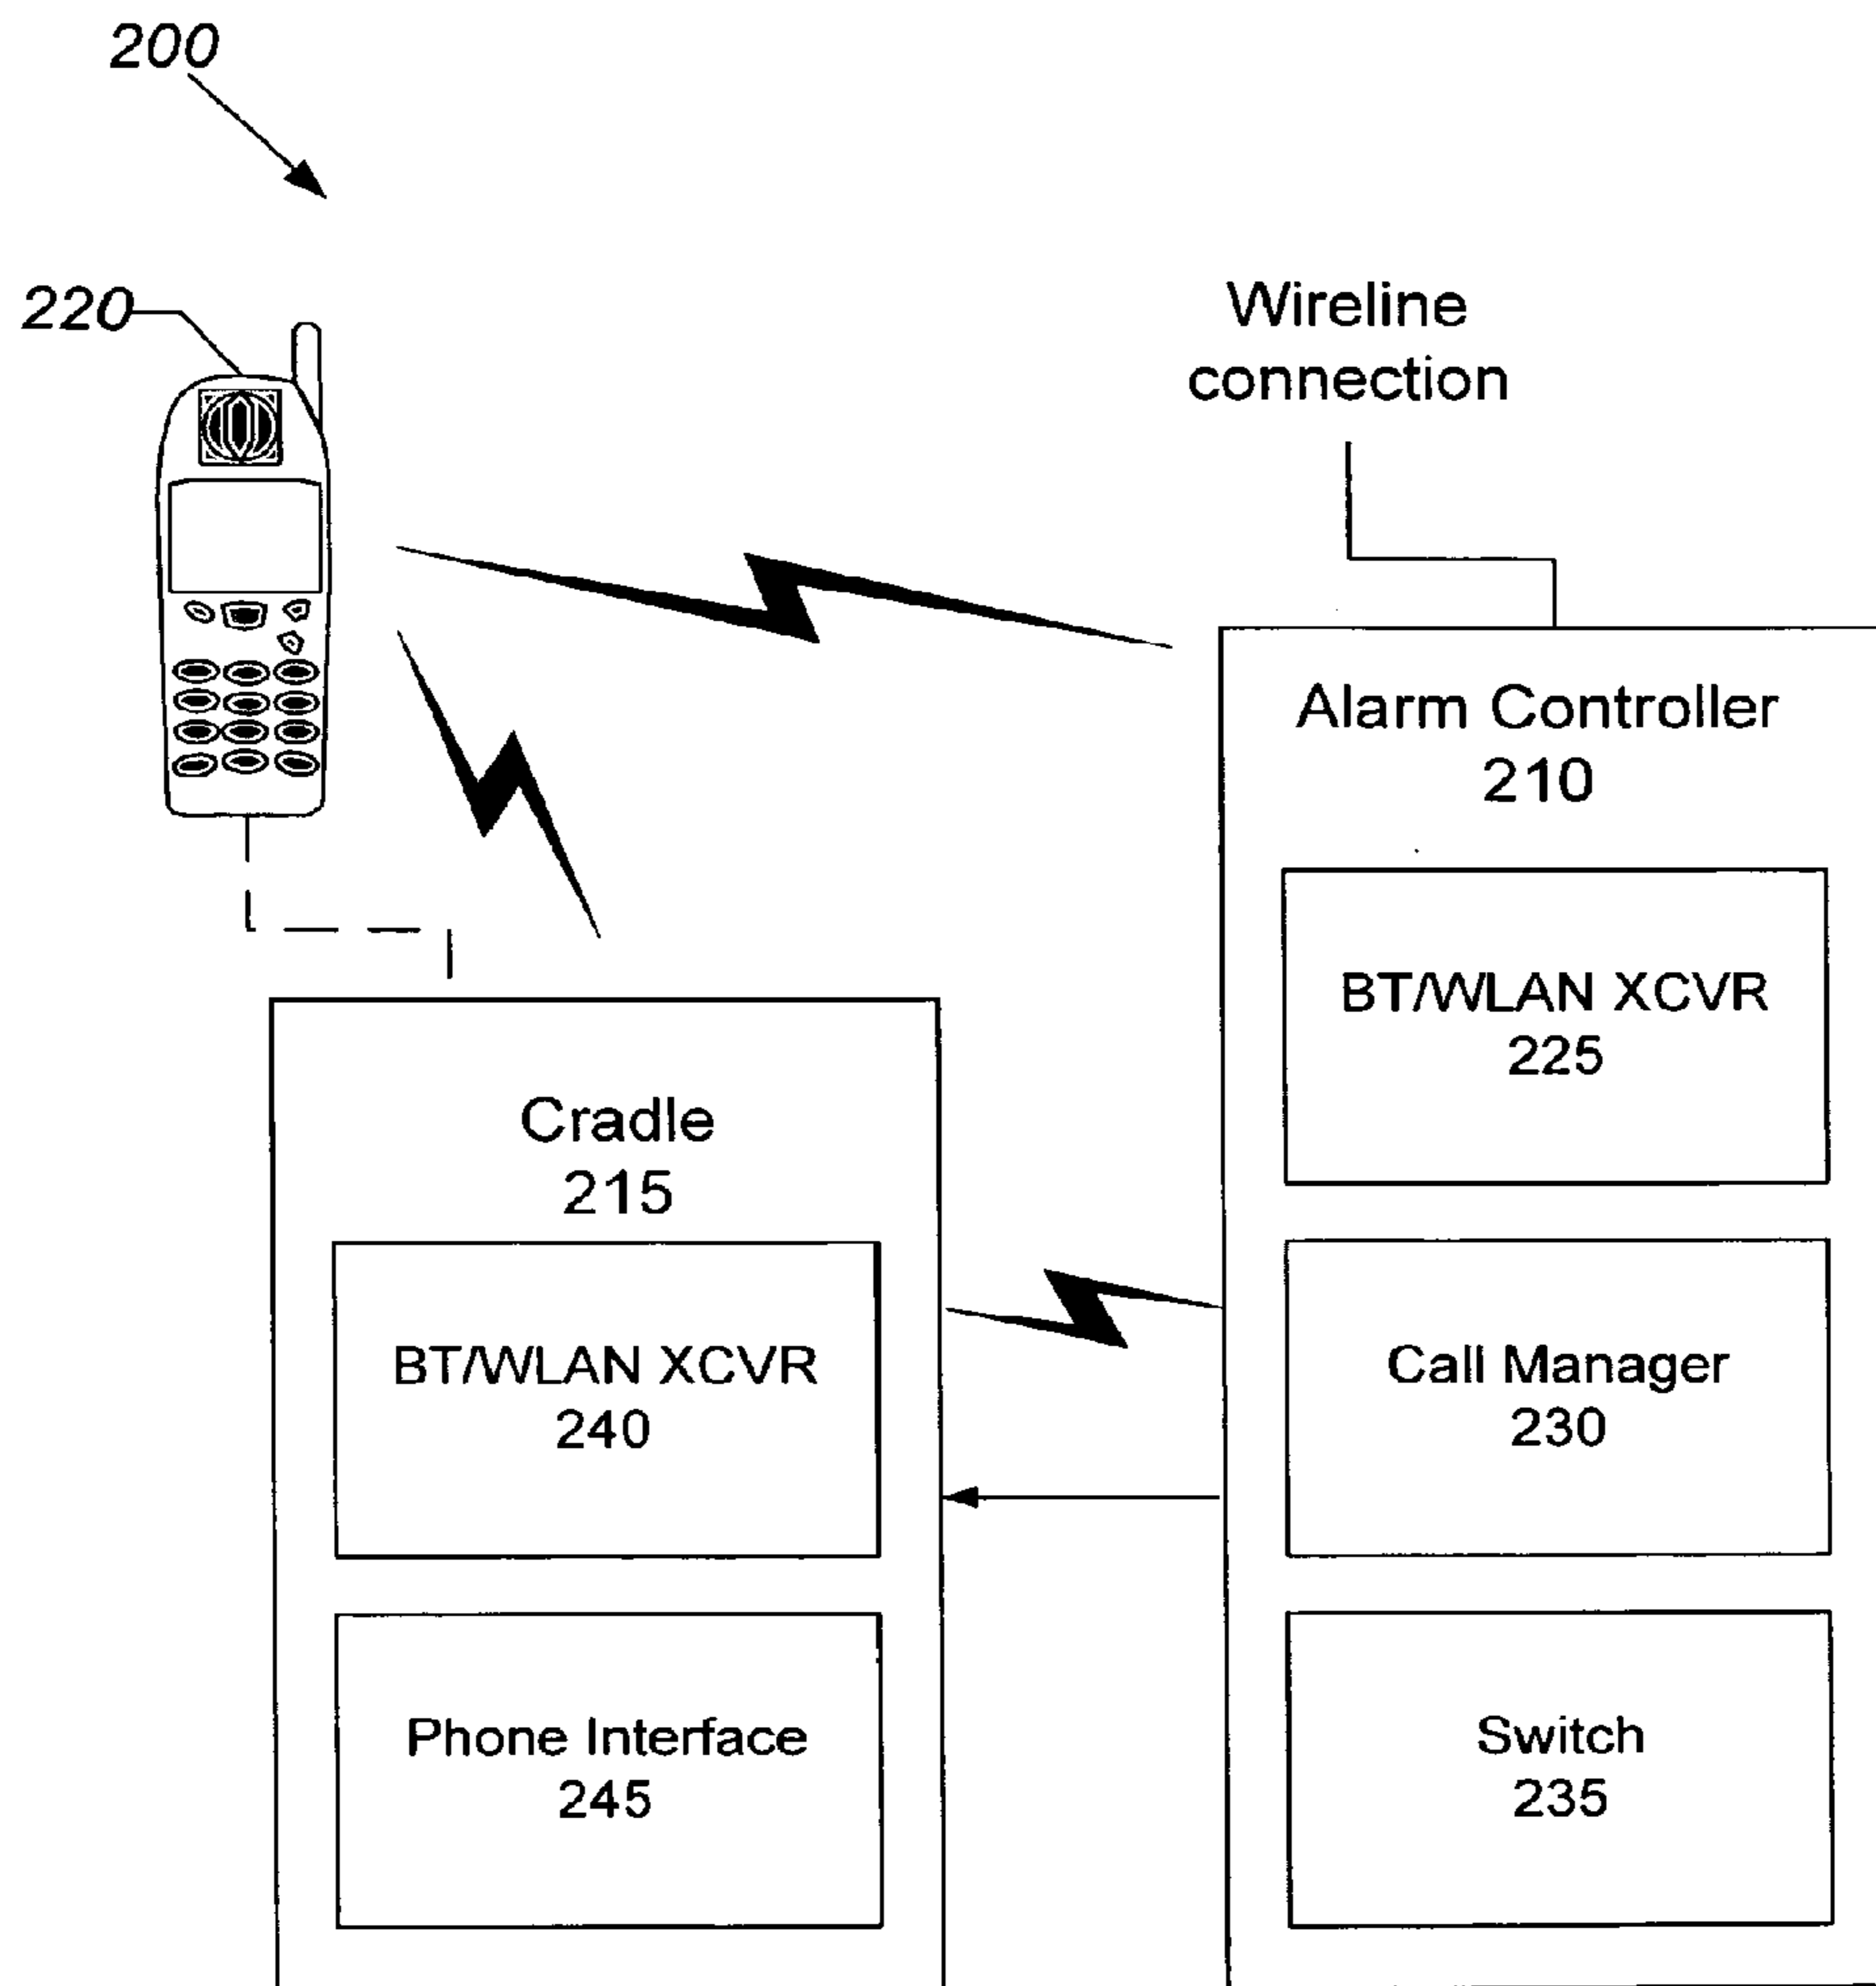 200
220
Wireline
connection
Alarm Controller
210
BT/WLAN XCVR
225
Cradle
215
BT/WLAN XCVR
240
Call Manager
230
Phone Interface
245
Switch
235